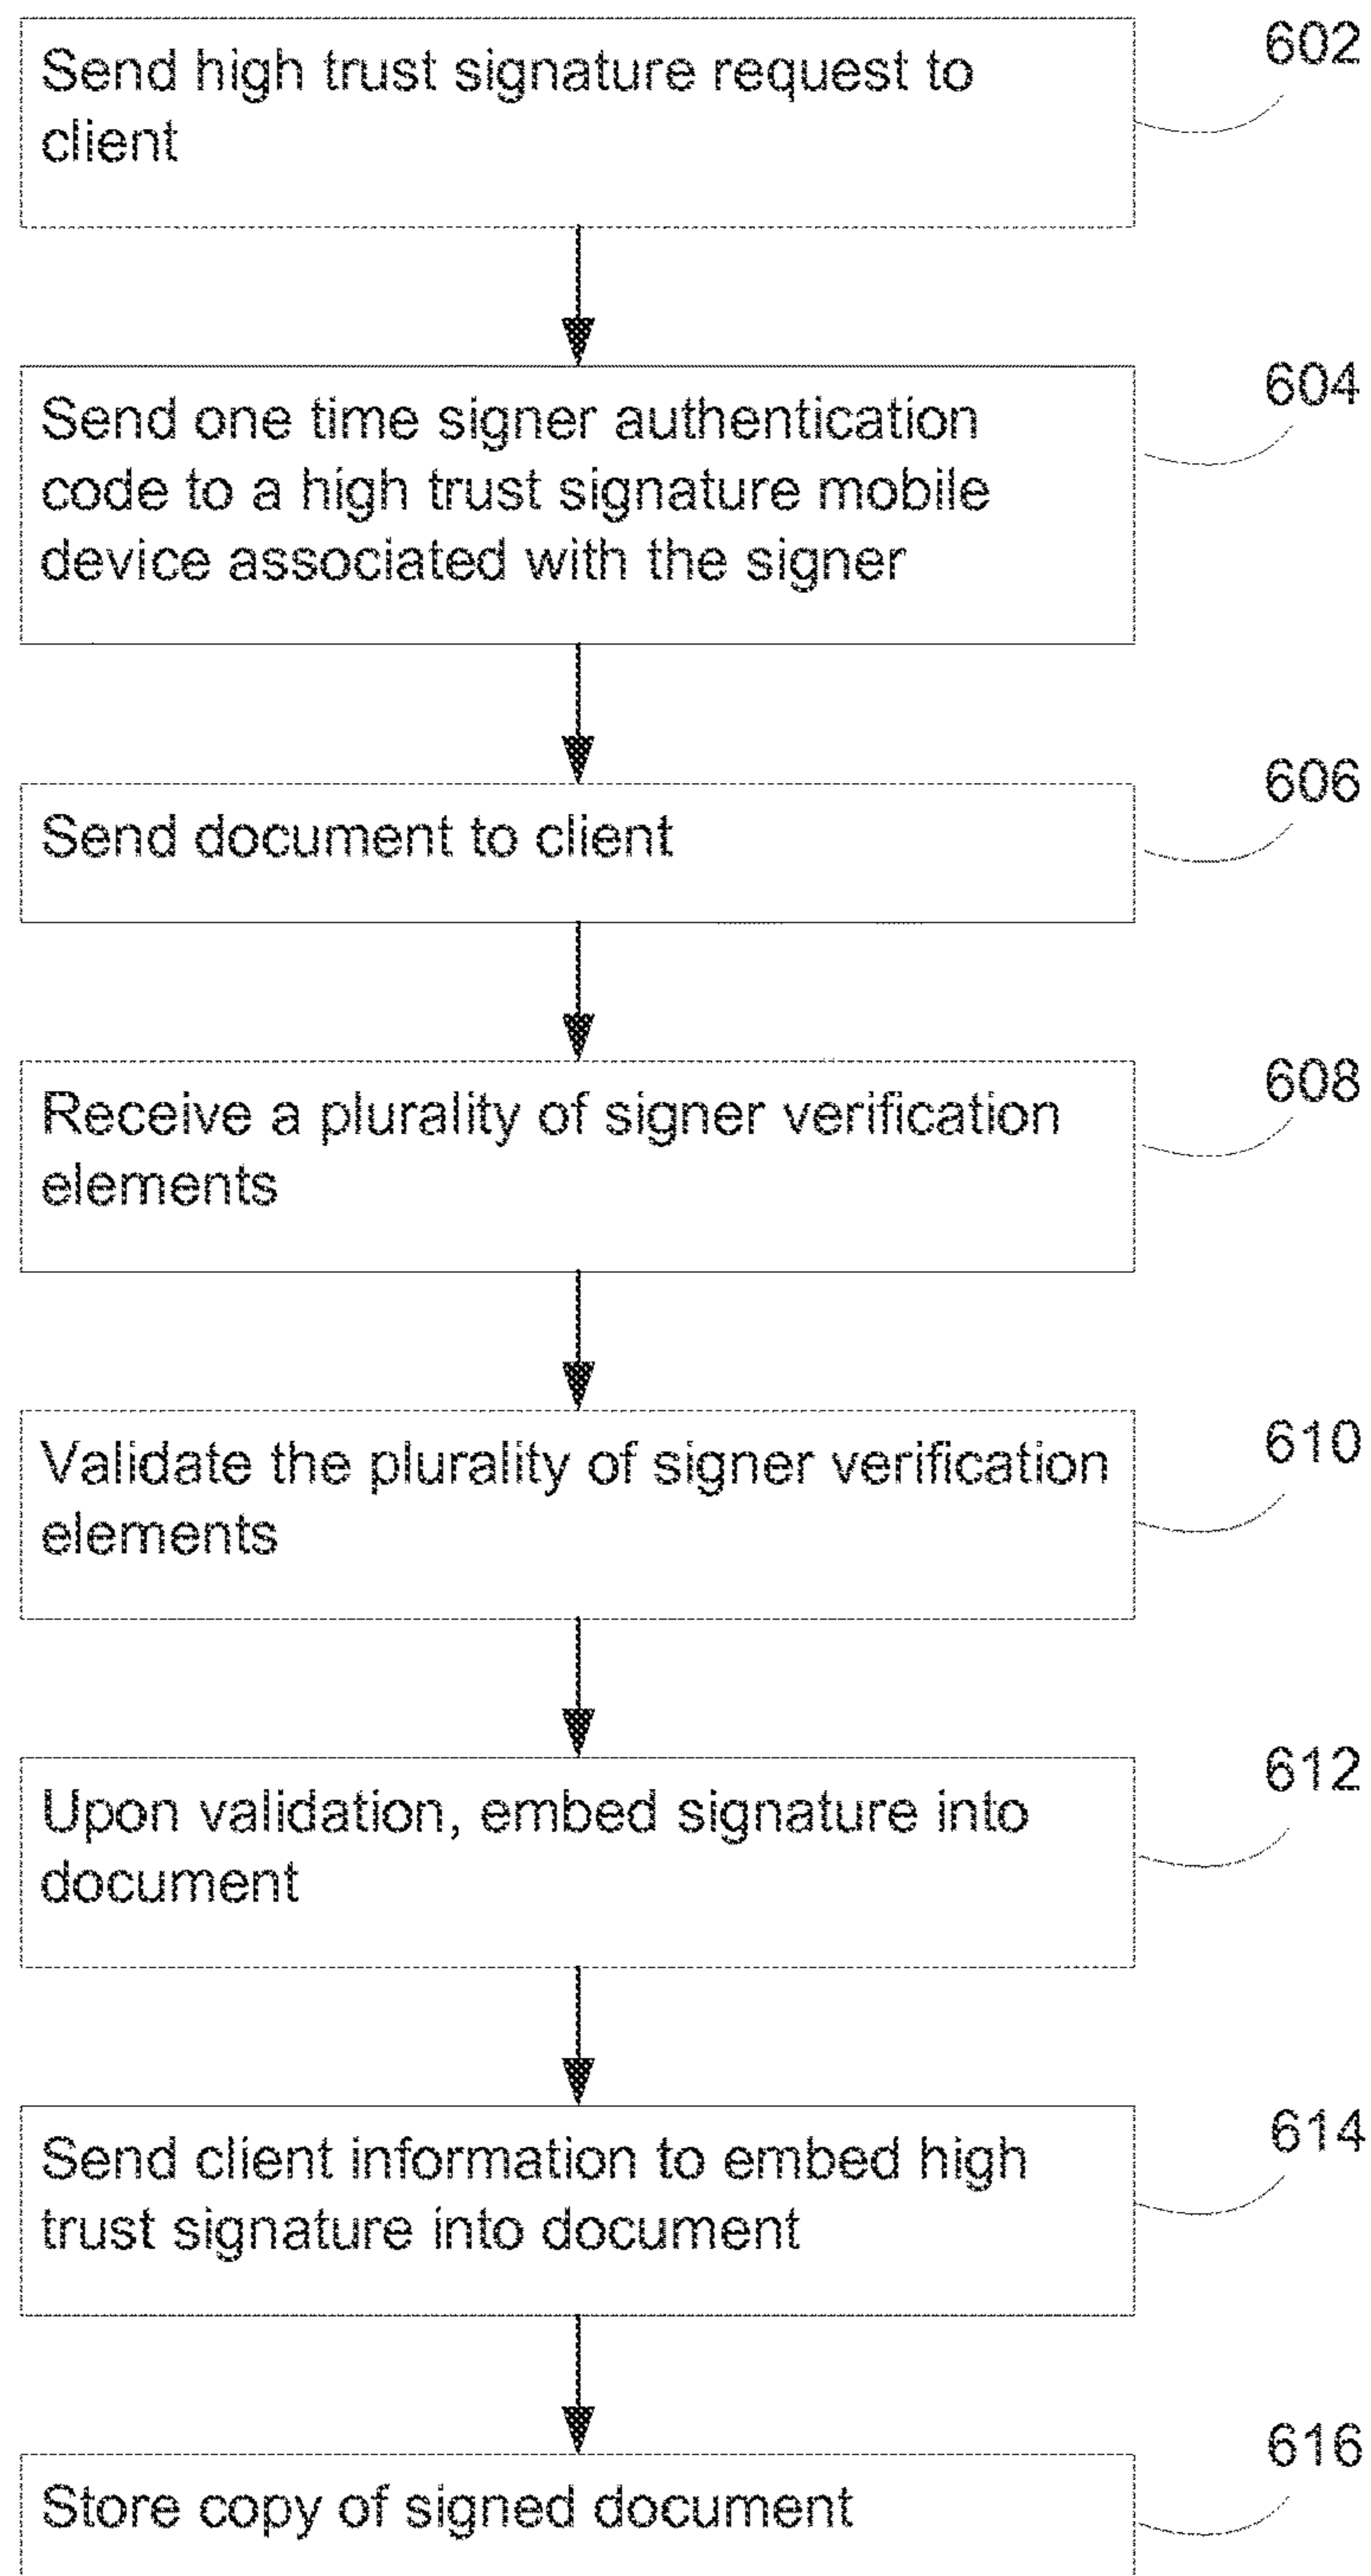 602
Send high trust signature request to
client
604
Send one time signer authentication
code to a high trust signature mobile
device associated with the signer
606
Send document to client
608
Receive a plurality of signer verification
elements
610
Validate the plurality of signer verification
elements
612
Upon validation, embed signature into
document
614
Send client information to embed high
trust signature into document
616
Store copy of signed document